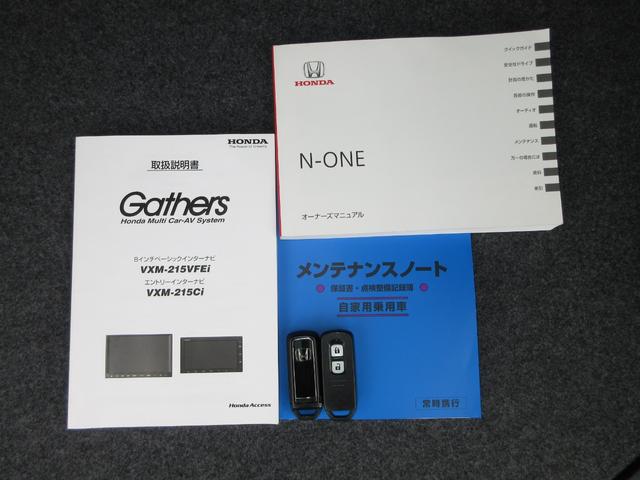 HONDA
The Power of Dreams
取扱説明書
Gathers
Honda Multi Car-AV System
8インチベーシックインターナビ
VXM-215VFEi
エントリーインターナビ
VXM-215Ci
Honda Access
HONDA
N-ONE
オーナーズマニュアル
クイックガイド
安全なドライブ
計器の見かた
各部の操作
オーディオ
運転
メンテナンス
万一の場合には
資料
索引
メンテナンスノート
保証書・点検整備記録簿
自家用乗用車
常時携行